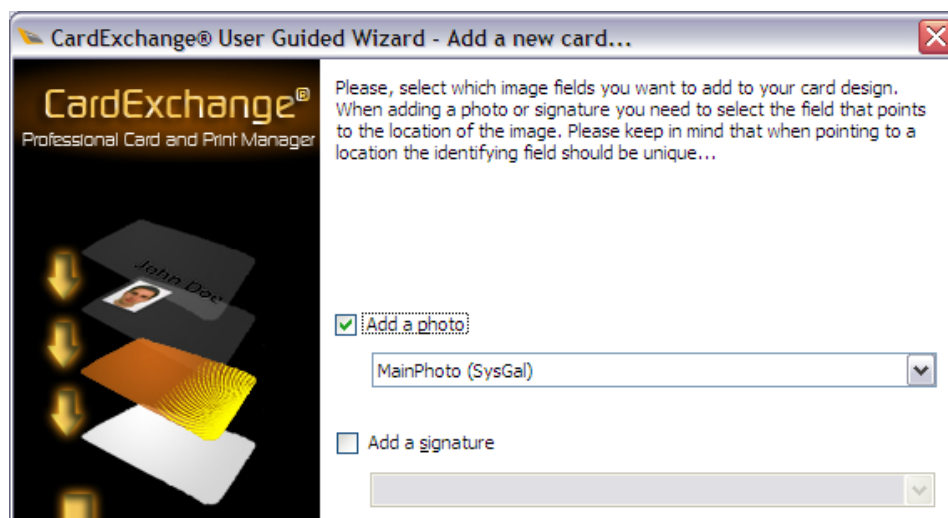 CardExchange® User Guided Wizard - Add a new card...
CardExchange®
Professional Card and Print Manager
Please, select which image fields you want to add to your card design.
When adding a photo or signature you need to select the field that points
to the location of the image. Please keep in mind that when pointing to a
location the identifying field should be unique...
John Doe
Add a photo
MainPhoto (SysGal)
Add a signature